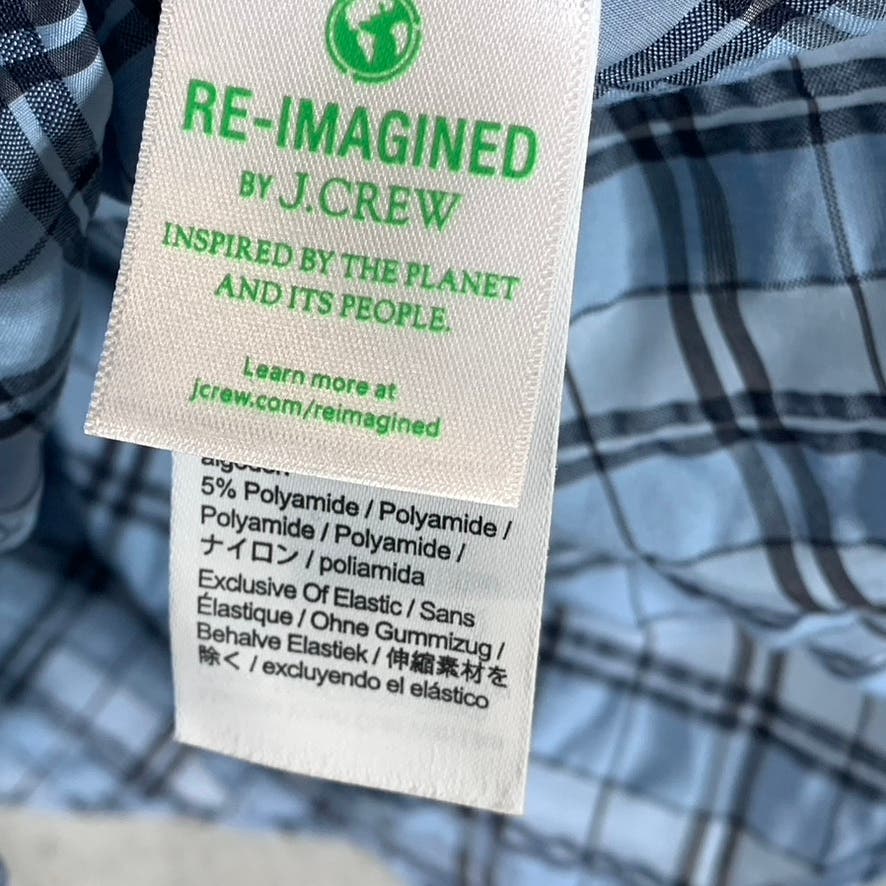 RE-IMAGINED
BY J.CREW
INSPIRED BY THE PLANET
AND ITS PEOPLE.
Learn more at
jcrew.com/reimagined
algodón
5% Polyamide / Polyamide /
Polyamide / Polyamide /
ナイロン / poliamida
Exclusive Of Elastic / Sans
Élastique / Ohne Gummizug /
Behalve Elastiek / 伸縮素材を
除く / excluyendo el elástico